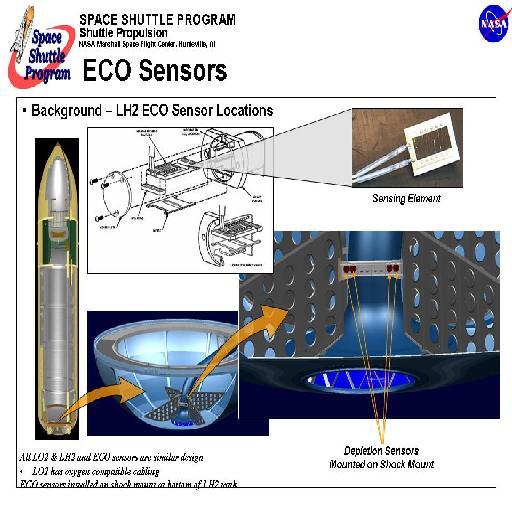 SPACE SHUTTLE PROGRAM
Shuttle Propulsion
NASA Marshall Space Flight Center, Huntsville, Al
Space
Shuttle
Program
NASA
ECO Sensors
• Background – LH2 ECO Sensor Locations
Sensing Element
Depletion Sensors
Mounted on Shock Mount
All LO2 & LH2 and ECO sensors are similar design
• LO2 has oxygen compatible cabling
ECO sensors installed on shock mount at bottom of LH2 tank